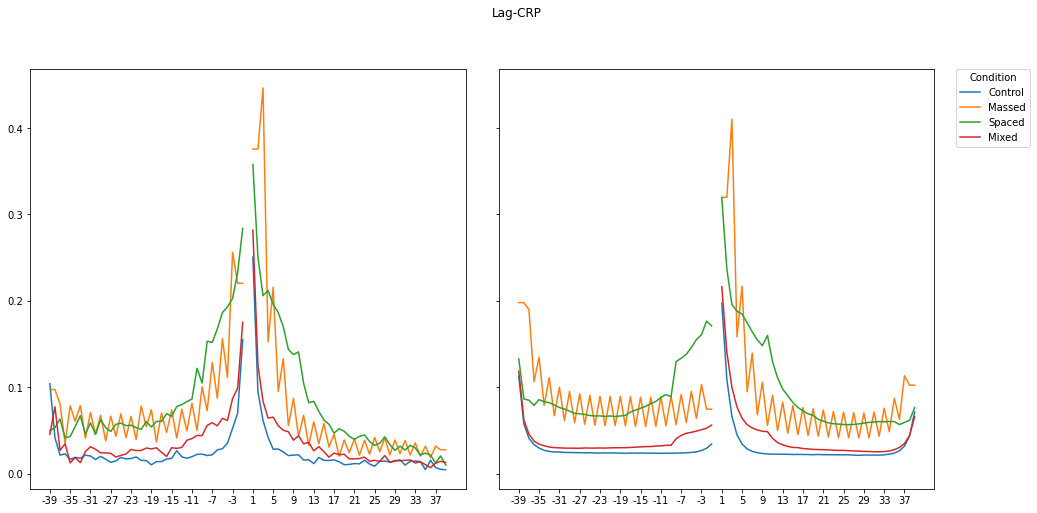 Lag-CRP
Condition
Control
Massed
Spaced
Mixed
0.4
0.3
0.2
0.1
0.0
-39 -35 -31 -27 -23 -19 -15 -11 -7 -3 1 5 9 13 17 21 25 29 33 37
-39 -35 -31 -27 -23 -19 -15 -11 -7 -3 1 5 9 13 17 21 25 29 33 37